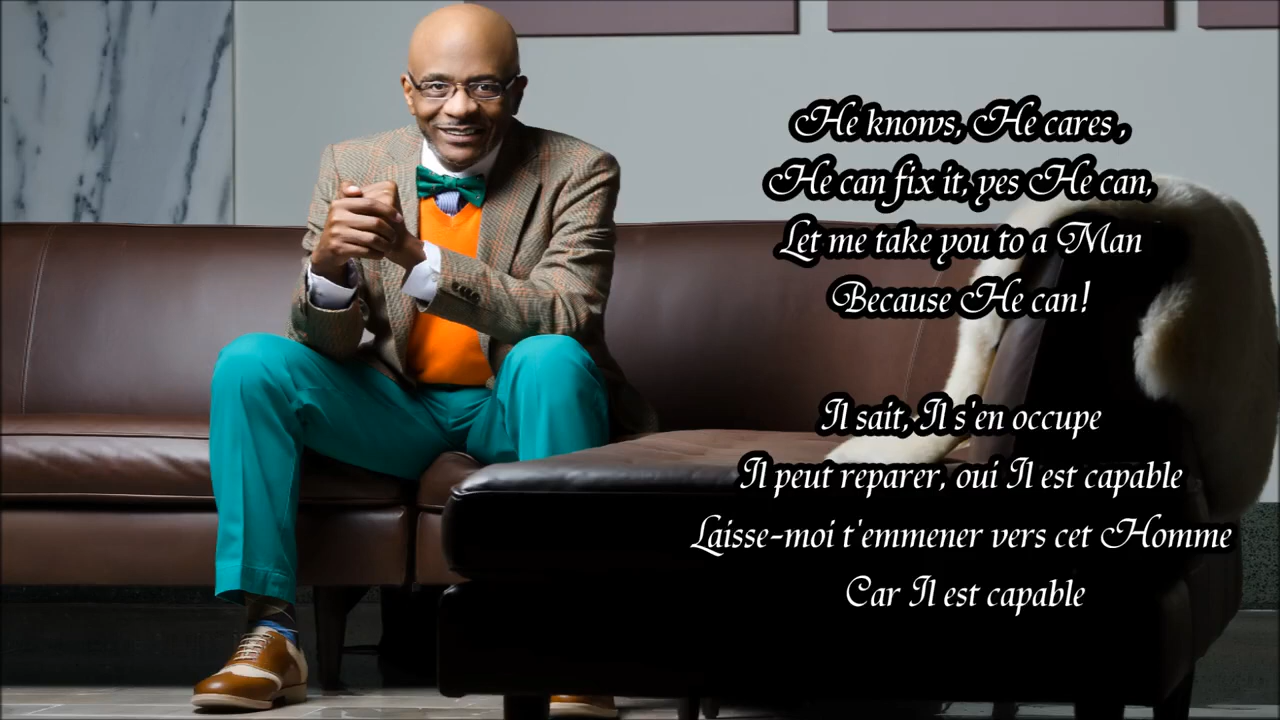 He knows, He cares ,
He can fix it, yes He can,
Let me take you to a Man
Because He can!
Il sait, Il s'en occupe
Il peut reparer, oui Il est capable
Laisse-moi t'emmener vers cet Homme
Car Il est capable